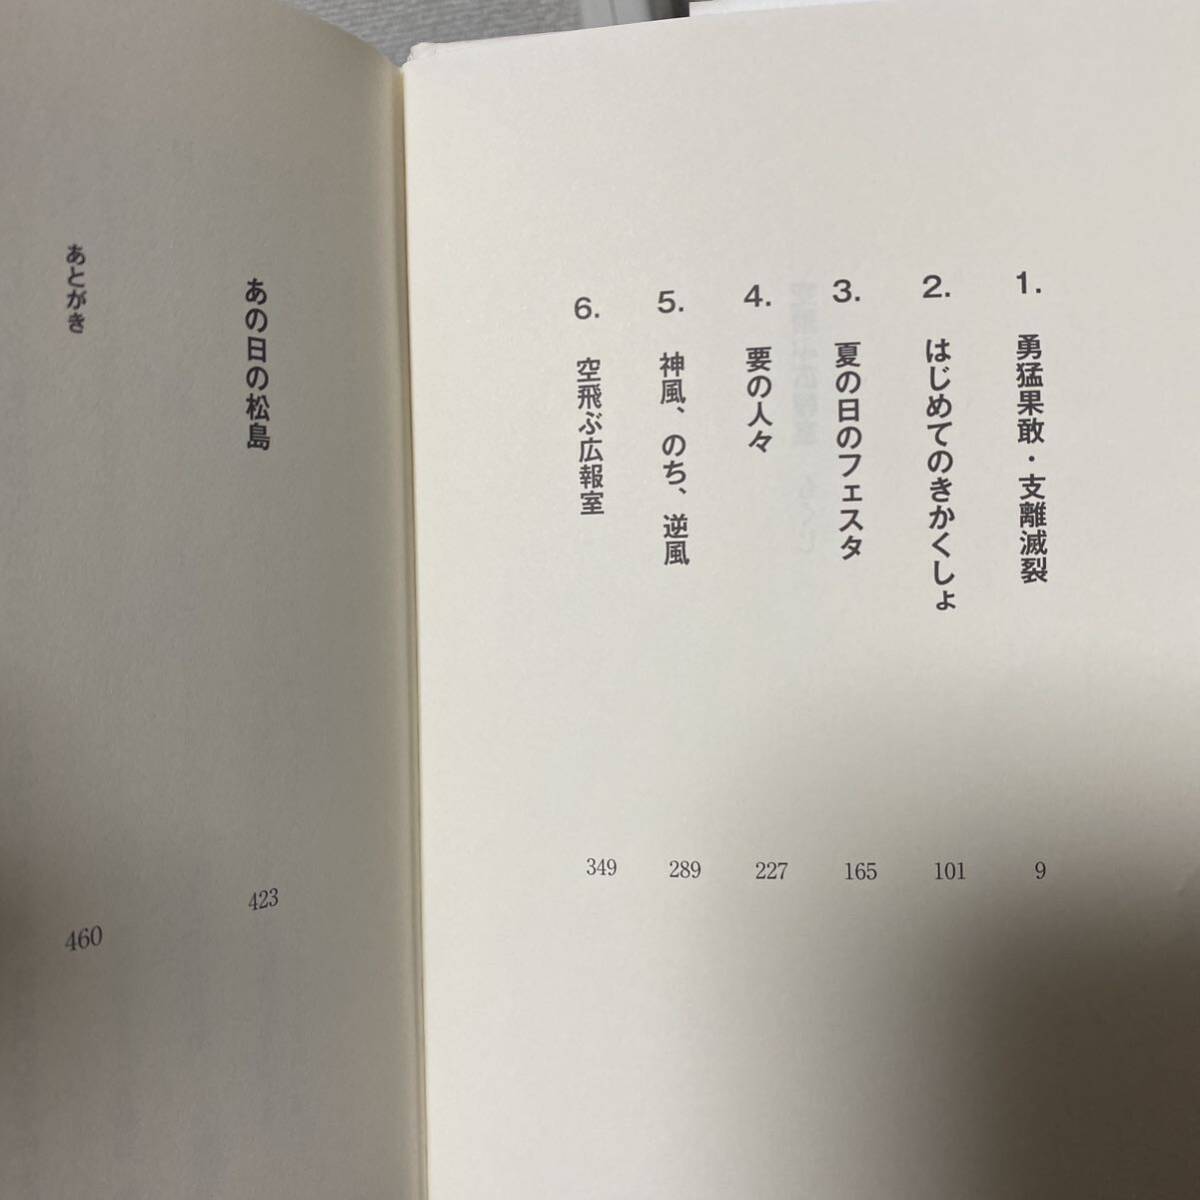 1. 勇猛果敢・支離滅裂 9
2. はじめてのきかくしょ 101
3. 夏の日のフェスタ 165
4. 要の人々 227
5. 神風、のち、逆風 289
6. 空飛ぶ広報室 349
あの日の松島 423
あとがき 460